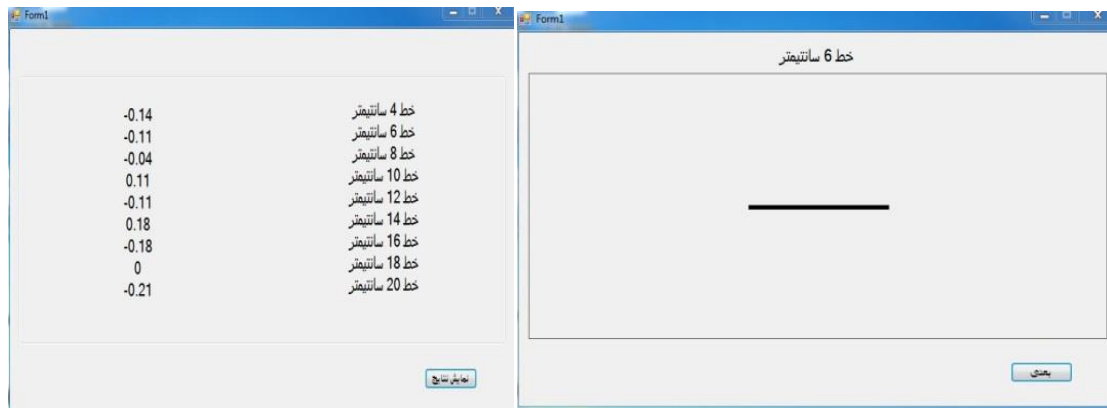 Form1
خط 4 سانتیمتر -0.14
خط 6 سانتیمتر -0.11
خط 8 سانتیمتر -0.04
خط 10 سانتیمتر 0.11
خط 12 سانتیمتر -0.11
خط 14 سانتیمتر 0.18
خط 16 سانتیمتر -0.18
خط 18 سانتیمتر 0
خط 20 سانتیمتر -0.21
نمایش نتایج
Form1
خط 6 سانتیمتر
بعدی